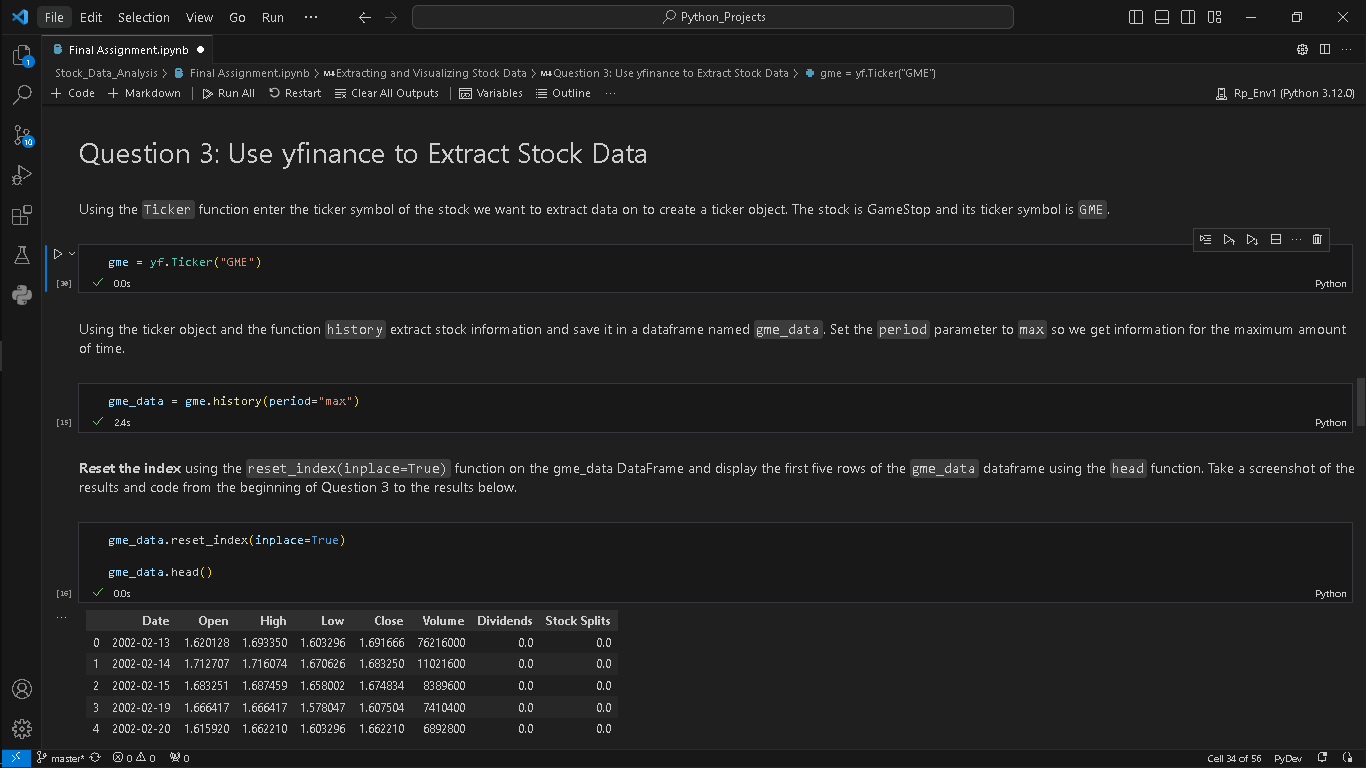 File Edit Selection View Go Run ··· Python_Projects
Final Assignment.ipynb
Stock_Data_Analysis > Final Assignment.ipynb > M↓Extracting and Visualizing Stock Data > M↓Question 3: Use yfinance to Extract Stock Data > gme = yf.Ticker("GME")
+ Code + Markdown Run All Restart Clear All Outputs Variables Outline ··· Rp_Env1 (Python 3.12.0)
1
10
Question 3: Use yfinance to Extract Stock Data
Using the Ticker function enter the ticker symbol of the stock we want to extract data on to create a ticker object. The stock is GameStop and its ticker symbol is GME.
gme = yf.Ticker("GME")
[30] 0.0s Python
Using the ticker object and the function history extract stock information and save it in a dataframe named gme_data. Set the period parameter to max so we get information for the maximum amount
of time.
gme_data = gme.history(period="max")
[15] 2.4s Python
Reset the index using the reset_index(inplace=True) function on the gme_data DataFrame and display the first five rows of the gme_data dataframe using the head function. Take a screenshot of the
results and code from the beginning of Question 3 to the results below.
gme_data.reset_index(inplace=True)
gme_data.head()
[16] 0.0s Python
Date Open High Low Close Volume Dividends Stock Splits
0 2002-02-13 1.620128 1.693350 1.603296 1.691666 76216000 0.0 0.0
1 2002-02-14 1.712707 1.716074 1.670626 1.683250 11021600 0.0 0.0
2 2002-02-15 1.683251 1.687459 1.658002 1.674834 8389600 0.0 0.0
3 2002-02-19 1.666417 1.666417 1.578047 1.607504 7410400 0.0 0.0
4 2002-02-20 1.615920 1.662210 1.603296 1.662210 6892800 0.0 0.0
master* 0 0 0 Cell 34 of 56 PyDev